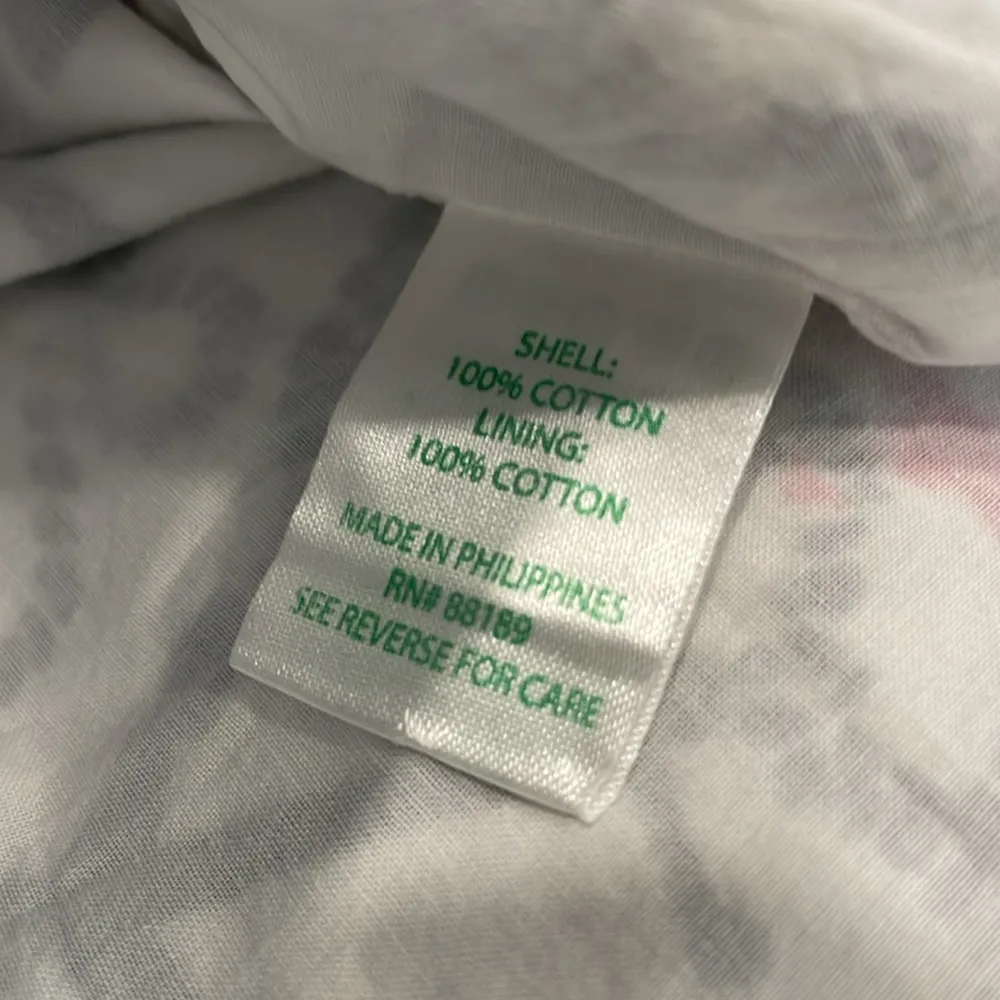 SHELL:
100% COTTON
LINING:
100% COTTON
MADE IN PHILIPPINES
RN# 88189
SEE REVERSE FOR CARE